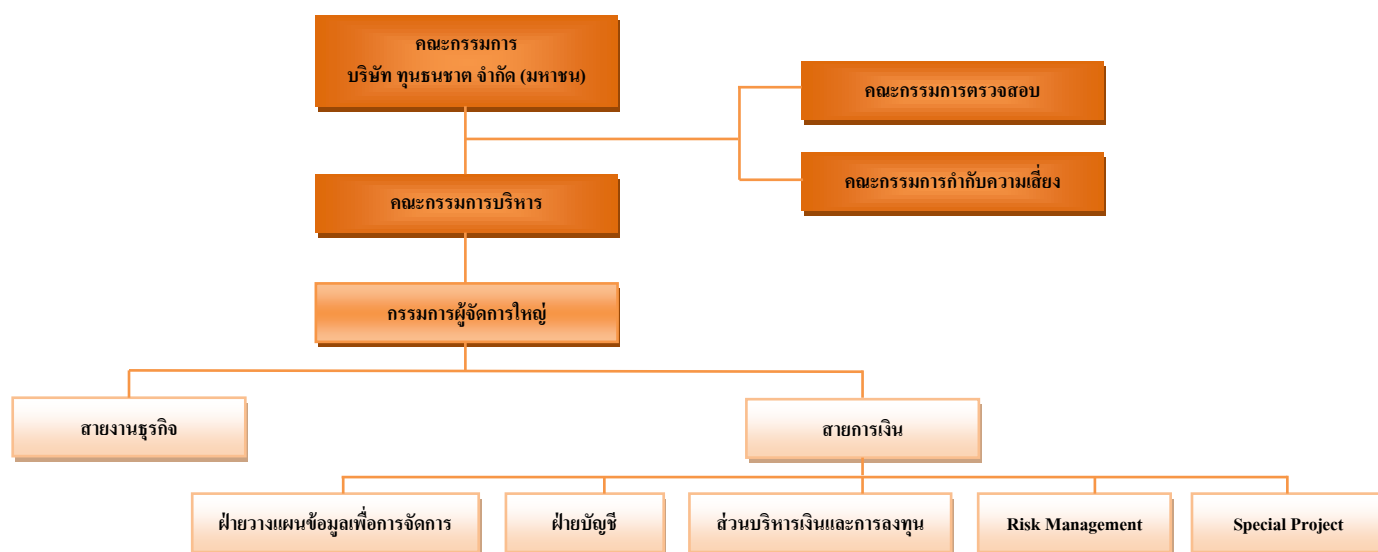 คณะกรรมการ
บริษัท ทุนธนชาต จำกัด (มหาชน)
คณะกรรมการตรวจสอบ
คณะกรรมการกำกับความเสี่ยง
คณะกรรมการบริหาร
กรรมการผู้จัดการใหญ่
สายงานธุรกิจ
สายการเงิน
ฝ่ายวางแผนข้อมูลเพื่อการจัดการ
ฝ่ายบัญชี
ส่วนบริหารเงินและการลงทุน
Risk Management
Special Project